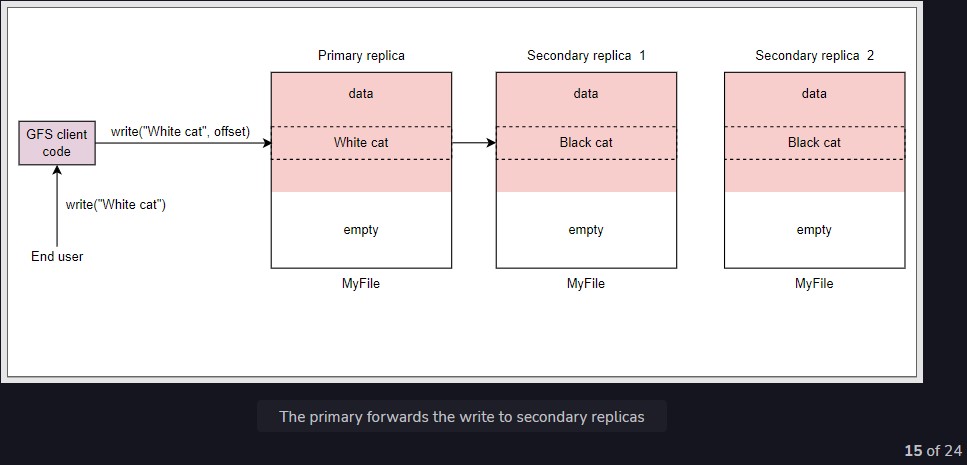 Primary replica
Secondary replica 1
Secondary replica 2
data
data
data
GFS client
code
write("White cat", offset)
White cat
Black cat
Black cat
write("White cat")
empty
empty
empty
End user
MyFile
MyFile
MyFile
The primary forwards the write to secondary replicas
15 of 24